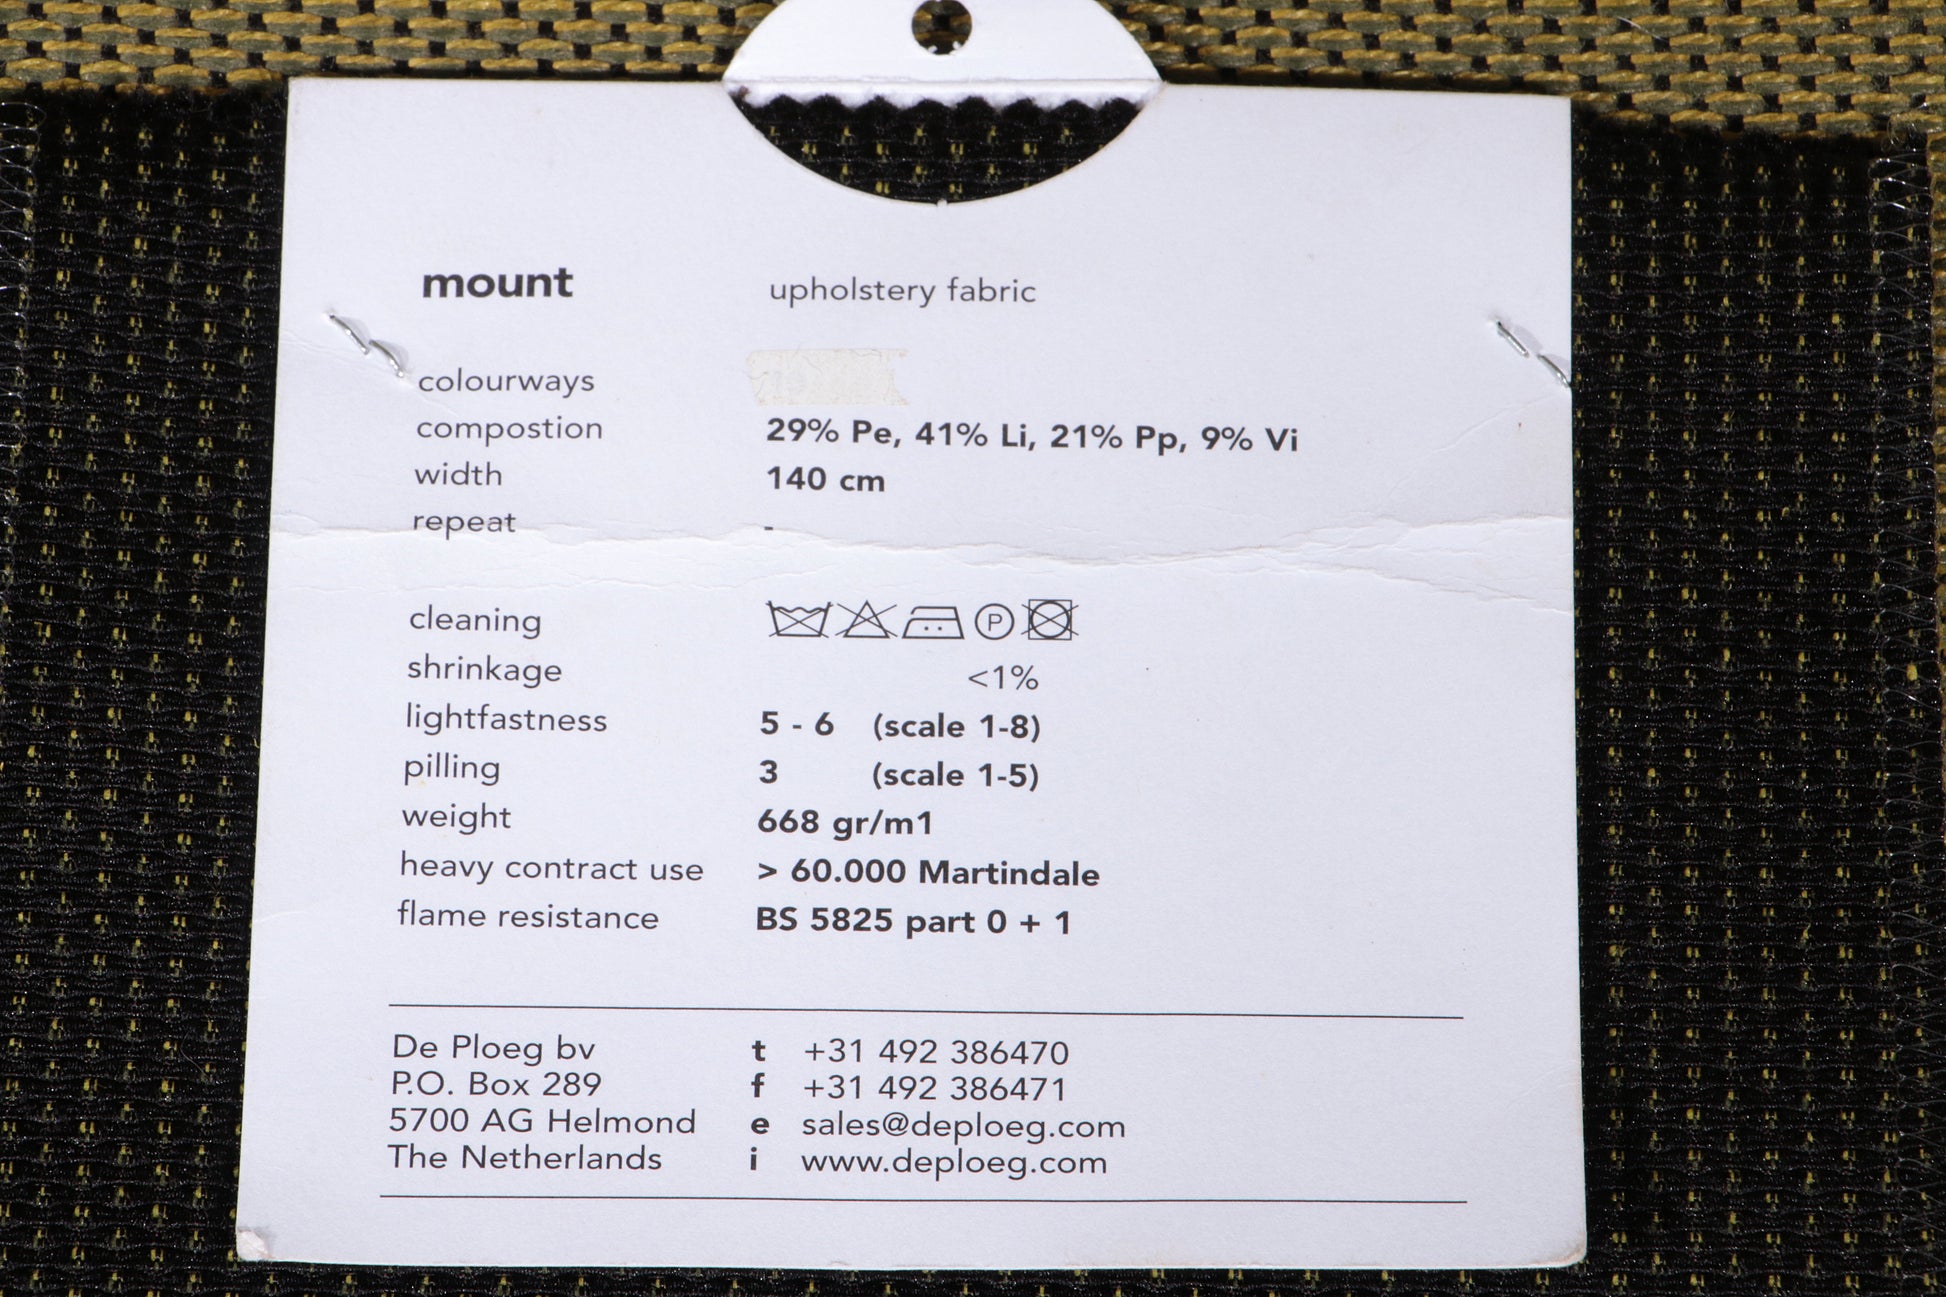 mount upholstery fabric
colourways
compostion 29% Pe, 41% Li, 21% Pp, 9% Vi
width 140 cm
repeat -
cleaning P
shrinkage <1%
lightfastness 5 - 6 (scale 1-8)
pilling 3 (scale 1-5)
weight 668 gr/m1
heavy contract use > 60.000 Martindale
flame resistance BS 5825 part 0 + 1
De Ploeg bv t +31 492 386470
P.O. Box 289 f +31 492 386471
5700 AG Helmond e sales@deploeg.com
The Netherlands i www.deploeg.com